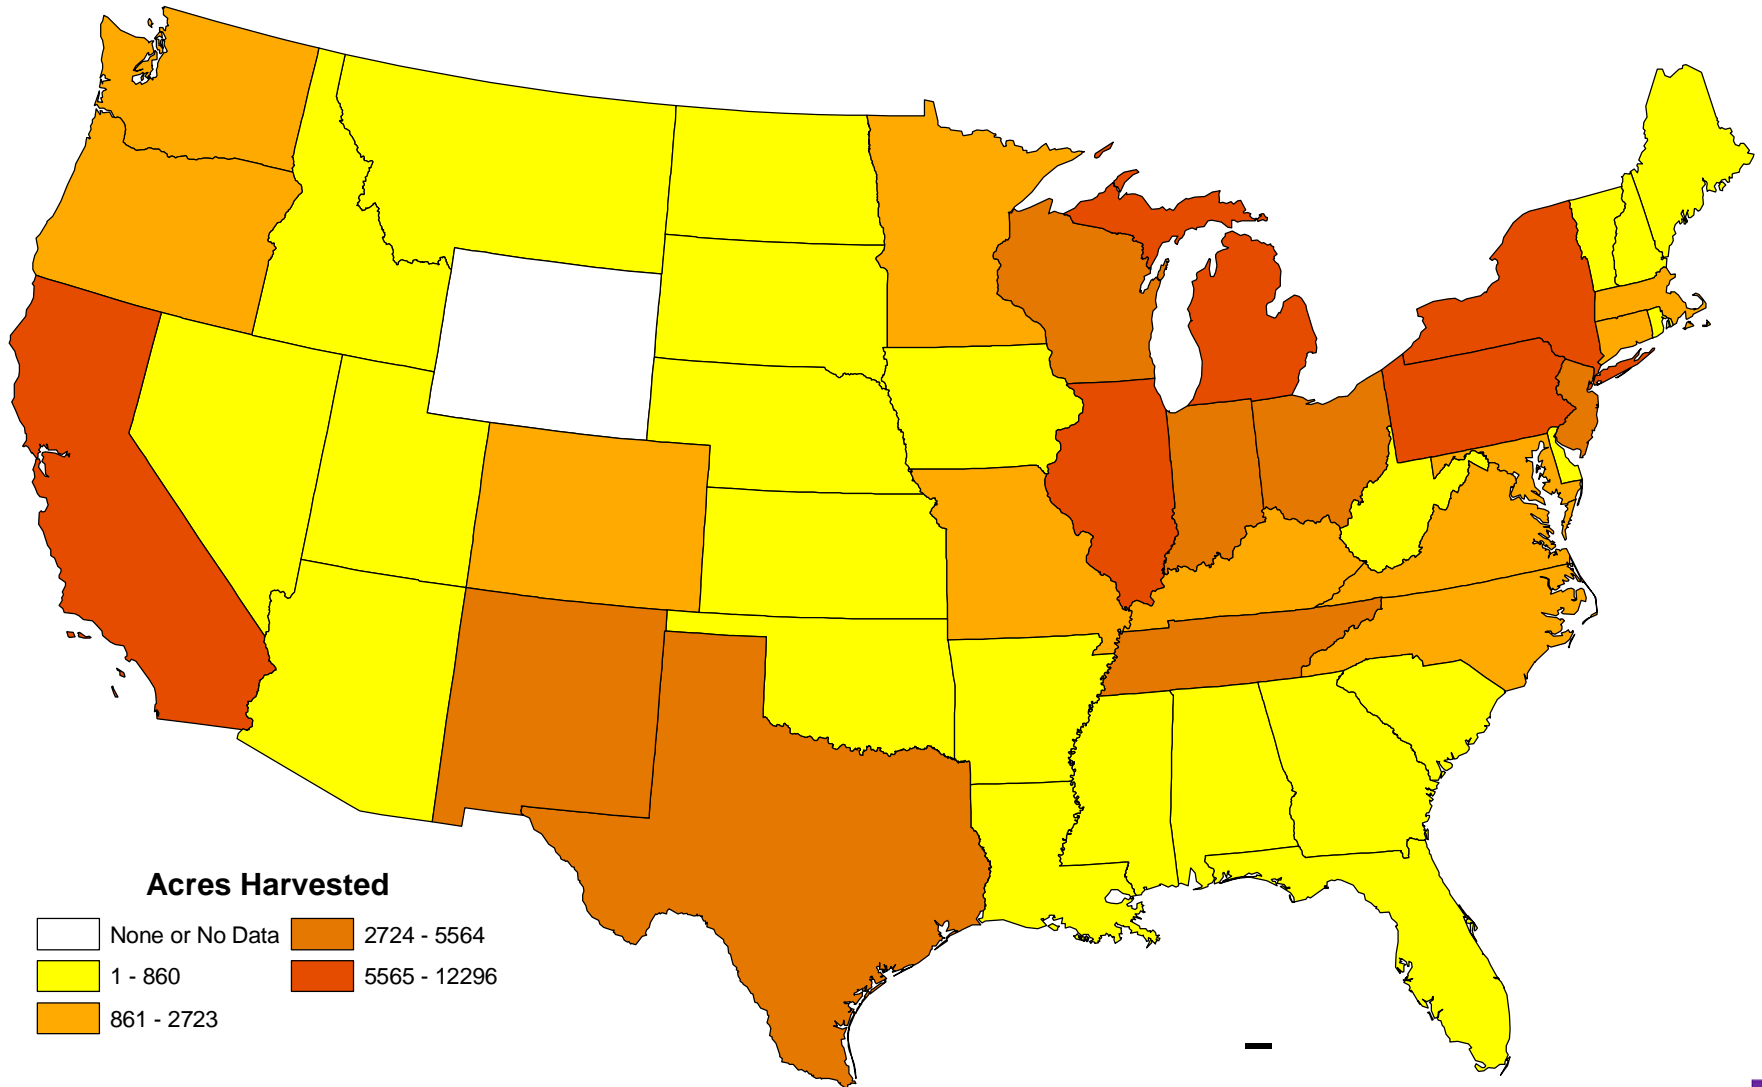 Acres Harvested
None or No Data
1 - 860
861 - 2723
2724 - 5564
5565 - 12296